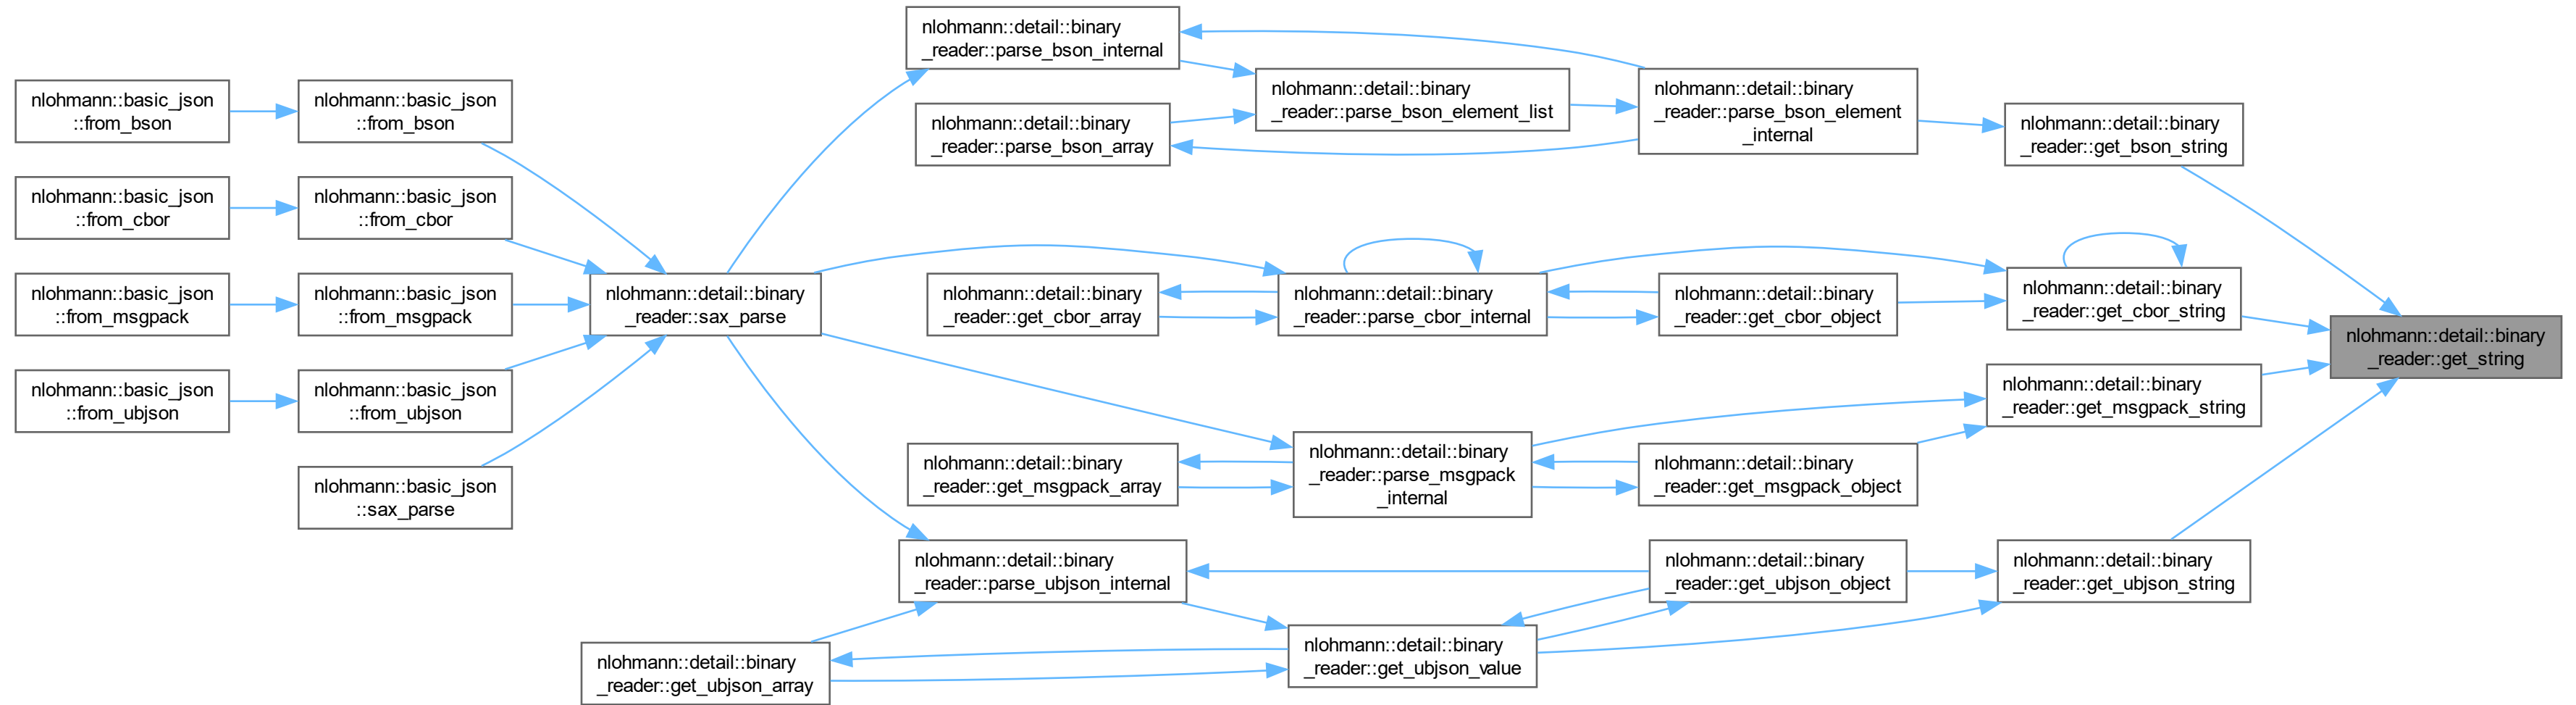 nlohmann::detail::binary
_reader::parse_bson_internal
nlohmann::basic_json
::from_bson
nlohmann::basic_json
::from_bson
nlohmann::detail::binary
_reader::parse_bson_element_list
nlohmann::detail::binary
_reader::parse_bson_element
_internal
nlohmann::detail::binary
_reader::parse_bson_array
nlohmann::detail::binary
_reader::get_bson_string
nlohmann::basic_json
::from_cbor
nlohmann::basic_json
::from_cbor
nlohmann::basic_json
::from_msgpack
nlohmann::basic_json
::from_msgpack
nlohmann::detail::binary
_reader::sax_parse
nlohmann::detail::binary
_reader::get_cbor_array
nlohmann::detail::binary
_reader::parse_cbor_internal
nlohmann::detail::binary
_reader::get_cbor_object
nlohmann::detail::binary
_reader::get_cbor_string
nlohmann::detail::binary
_reader::get_string
nlohmann::basic_json
::from_ubjson
nlohmann::basic_json
::from_ubjson
nlohmann::detail::binary
_reader::get_msgpack_string
nlohmann::basic_json
::sax_parse
nlohmann::detail::binary
_reader::get_msgpack_array
nlohmann::detail::binary
_reader::parse_msgpack
_internal
nlohmann::detail::binary
_reader::get_msgpack_object
nlohmann::detail::binary
_reader::parse_ubjson_internal
nlohmann::detail::binary
_reader::get_ubjson_object
nlohmann::detail::binary
_reader::get_ubjson_string
nlohmann::detail::binary
_reader::get_ubjson_array
nlohmann::detail::binary
_reader::get_ubjson_value